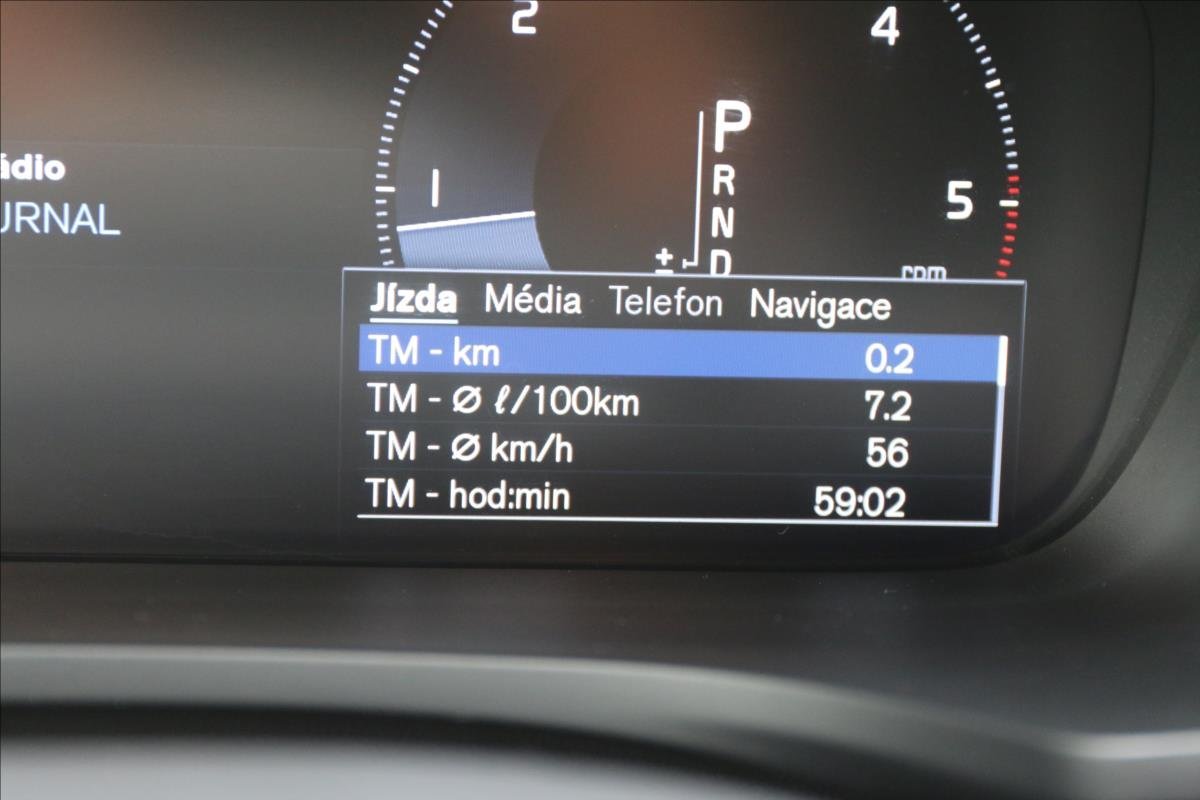 2 4
P
ádio
R
1
5
URNAL
N
± D
rpm
Jízda Média Telefon Navigace
TM - km 0.2
TM - Ø ℓ/100km 7.2
TM - Ø km/h 56
TM - hod:min 59:02